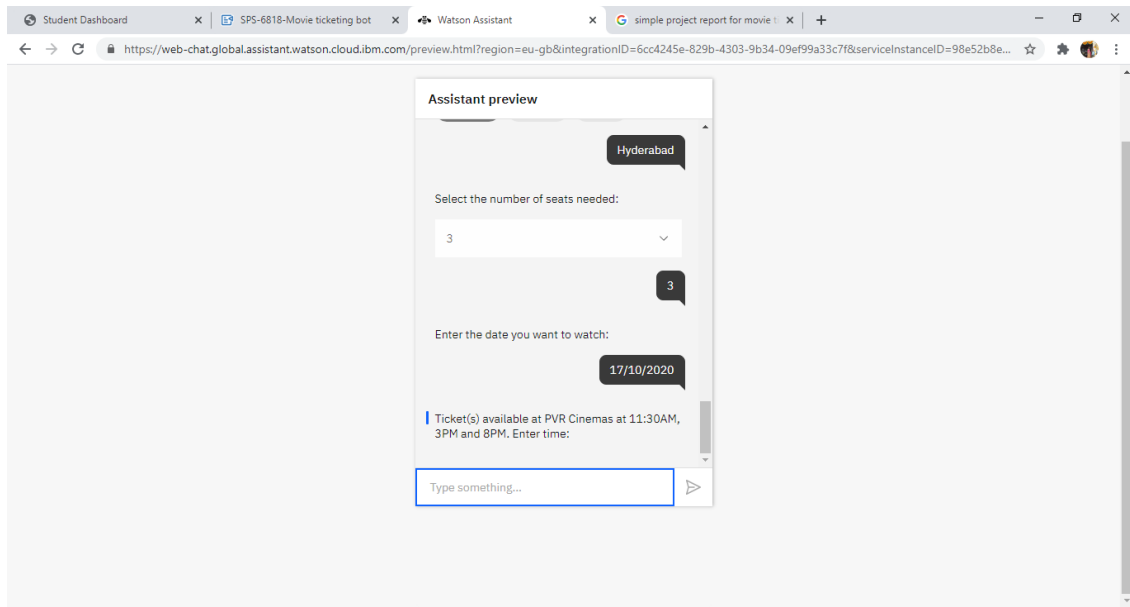 Student Dashboard
SPS-6818-Movie ticketing bot
Watson Assistant
simple project report for movie t
https://web-chat.global.assistant.watson.cloud.ibm.com/preview.html?region=eu-gb&integrationID=6cc4245e-829b-4303-9b34-09ef99a33c7f&serviceInstanceID=98e52b8e...
Assistant preview
Hyderabad
Select the number of seats needed:
3
3
Enter the date you want to watch:
17/10/2020
Ticket(s) available at PVR Cinemas at 11:30AM,
3PM and 8PM. Enter time:
Type something...